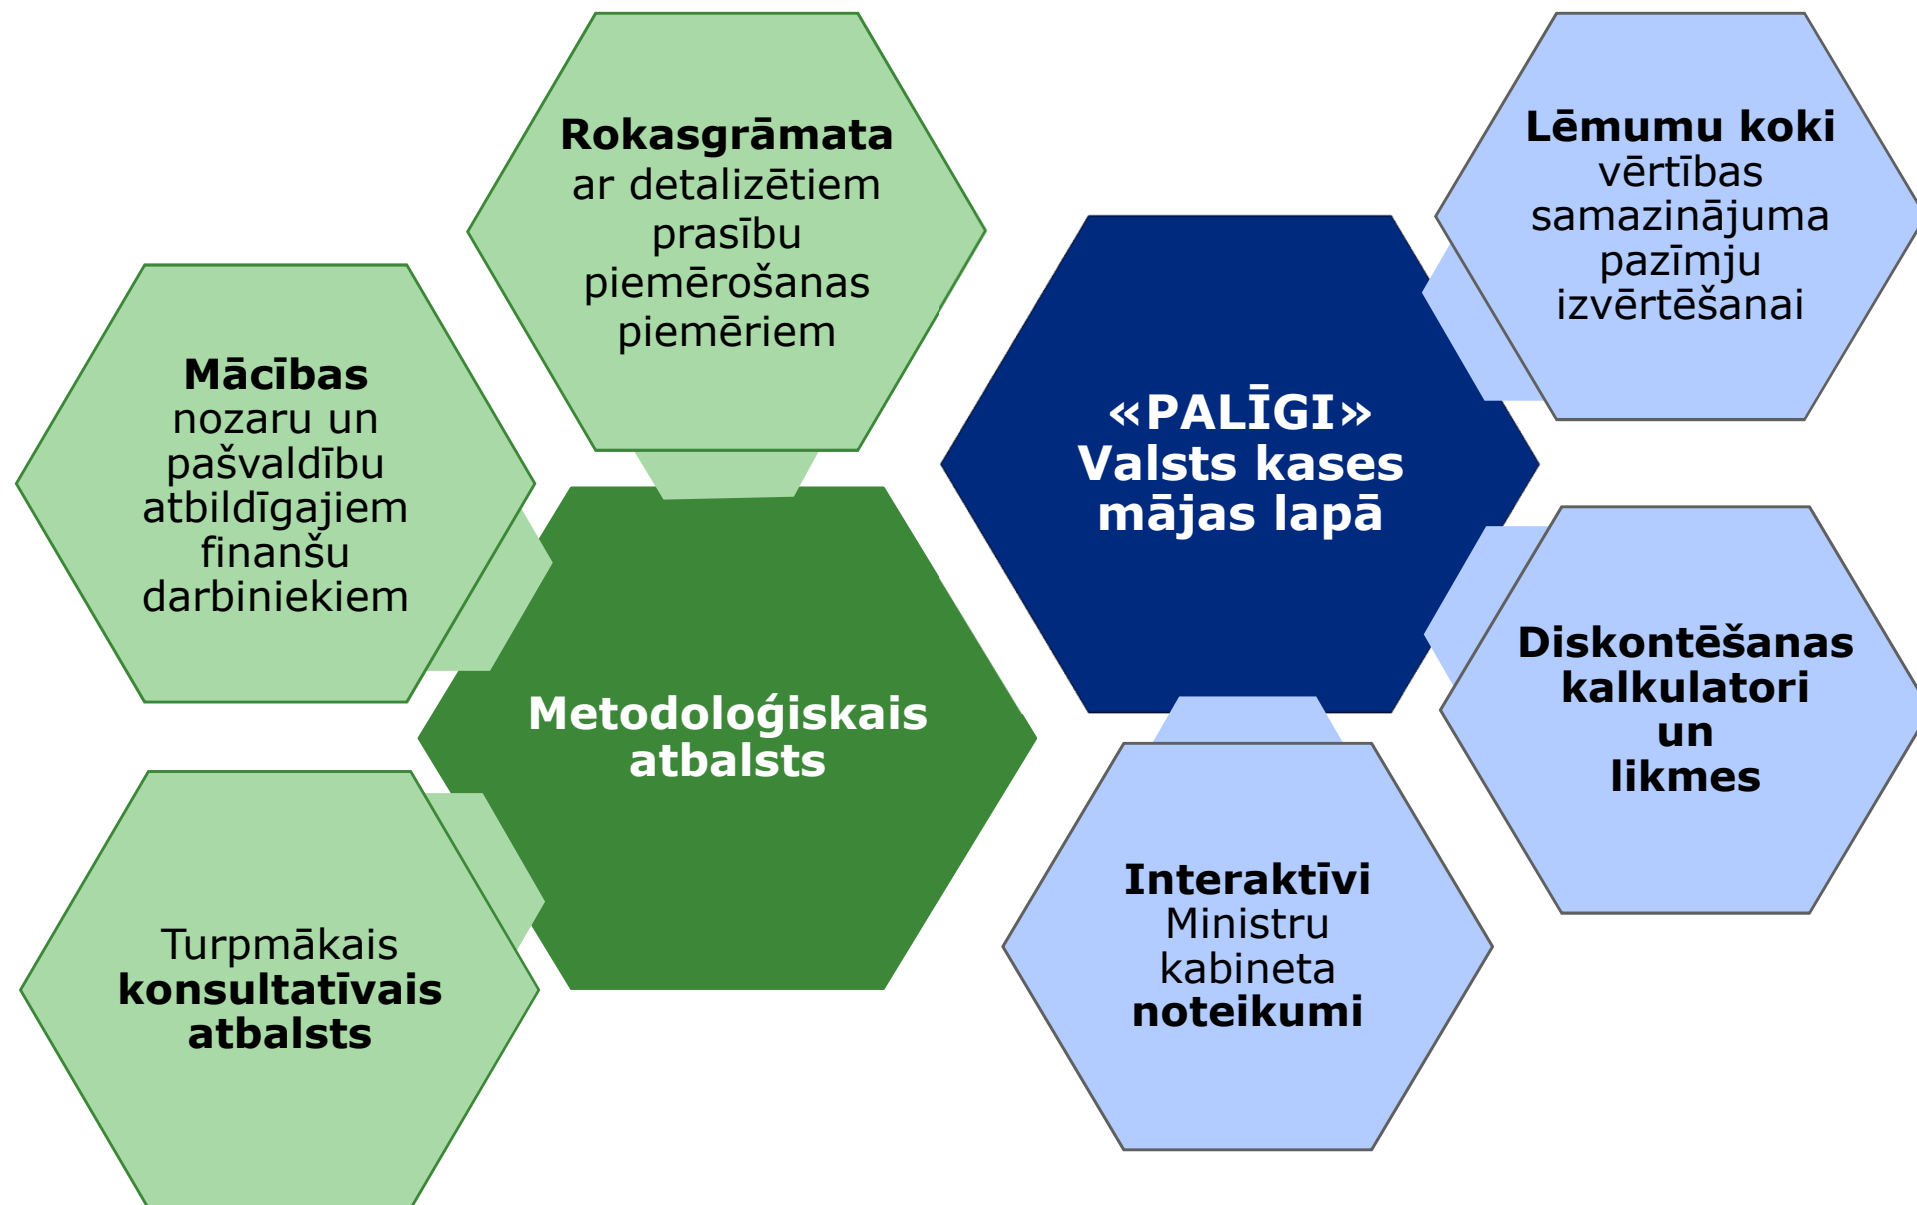 Rokasgrāmata
ar detalizētiem
prasību
piemērošanas
piemēriem
Mācības
nozaru un
pašvaldību
atbildīgajiem
finanšu
darbiniekiem
Metodoloģiskais
atbalsts
Turpmākais
konsultatīvais
atbalsts
«PALĪGI»
Valsts kases
mājas lapā
Lēmumu koki
vērtības
samazinājuma
pazīmju
izvērtēšanai
Diskontēšanas
kalkulatori
un
likmes
Interaktīvi
Ministru
kabineta
noteikumi